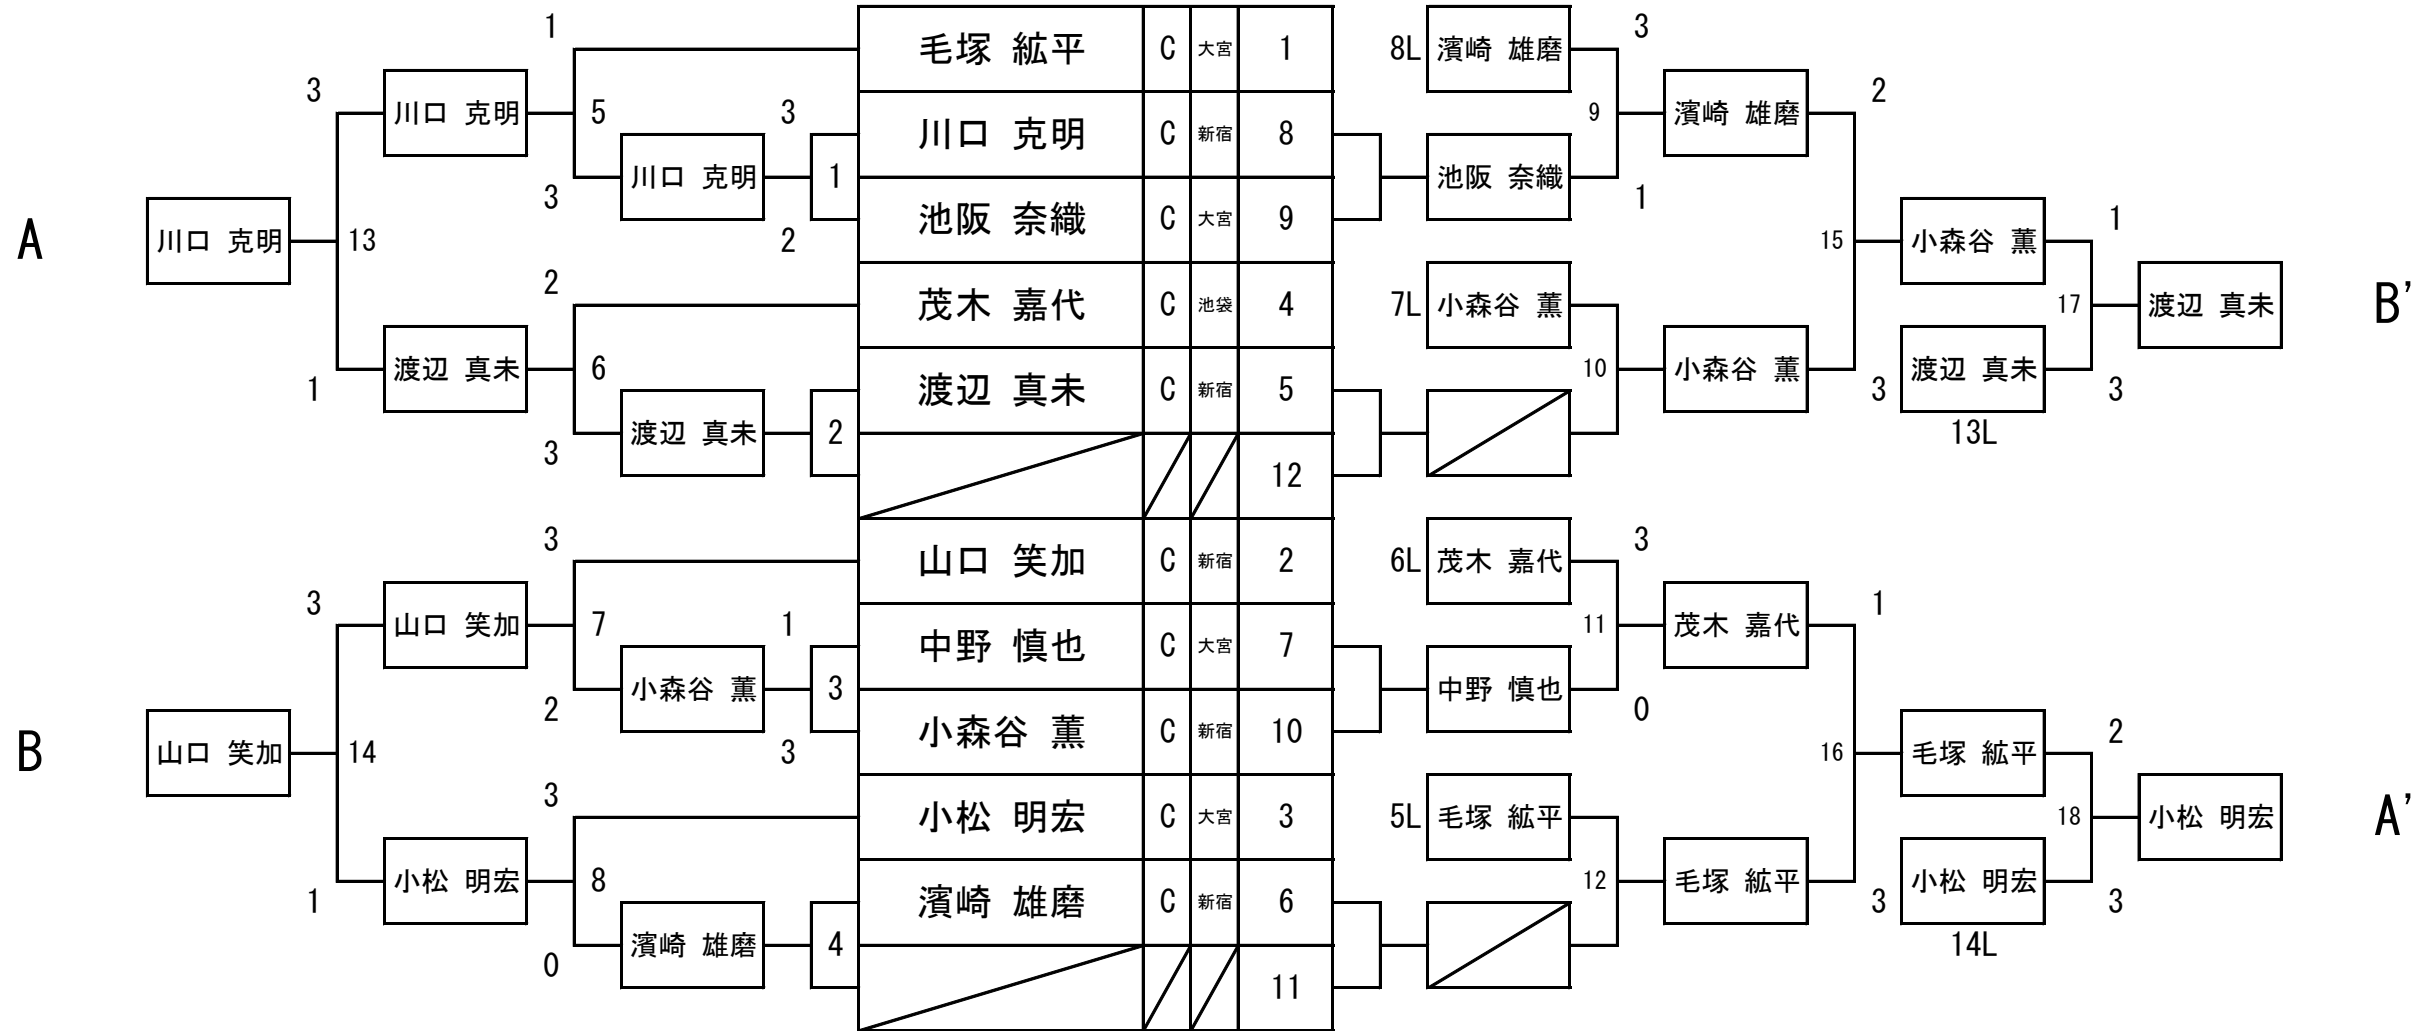 1 毛塚 紘平 C 大宮 1 8L 濱崎 雄磨 3
3 川口 克明 5 3 川口 克明 C 新宿 8 9 濱崎 雄磨 2
3 川口 克明 1 池阪 奈織 1
A 川口 克明 13 2 池阪 奈織 C 大宮 9 15 小森谷 薫 1
2 茂木 嘉代 C 池袋 4 7L 小森谷 薫 17 渡辺 真未 B'
1 渡辺 真未 6 渡辺 真未 C 新宿 5 10 小森谷 薫 3 渡辺 真未 3
3 渡辺 真未 2 13L
12
3 山口 笑加 C 新宿 2 6L 茂木 嘉代 3
3 山口 笑加 7 1 中野 慎也 C 大宮 7 11 茂木 嘉代 1
2 小森谷 薫 3 中野 慎也 0
B 山口 笑加 14 3 小森谷 薫 C 新宿 10 16 毛塚 紘平 2
3 小松 明宏 C 大宮 3 5L 毛塚 紘平 18 小松 明宏 A'
1 小松 明宏 8 濱崎 雄磨 C 新宿 6 12 毛塚 紘平 3 小松 明宏 3
0 濱崎 雄磨 4 14L
11